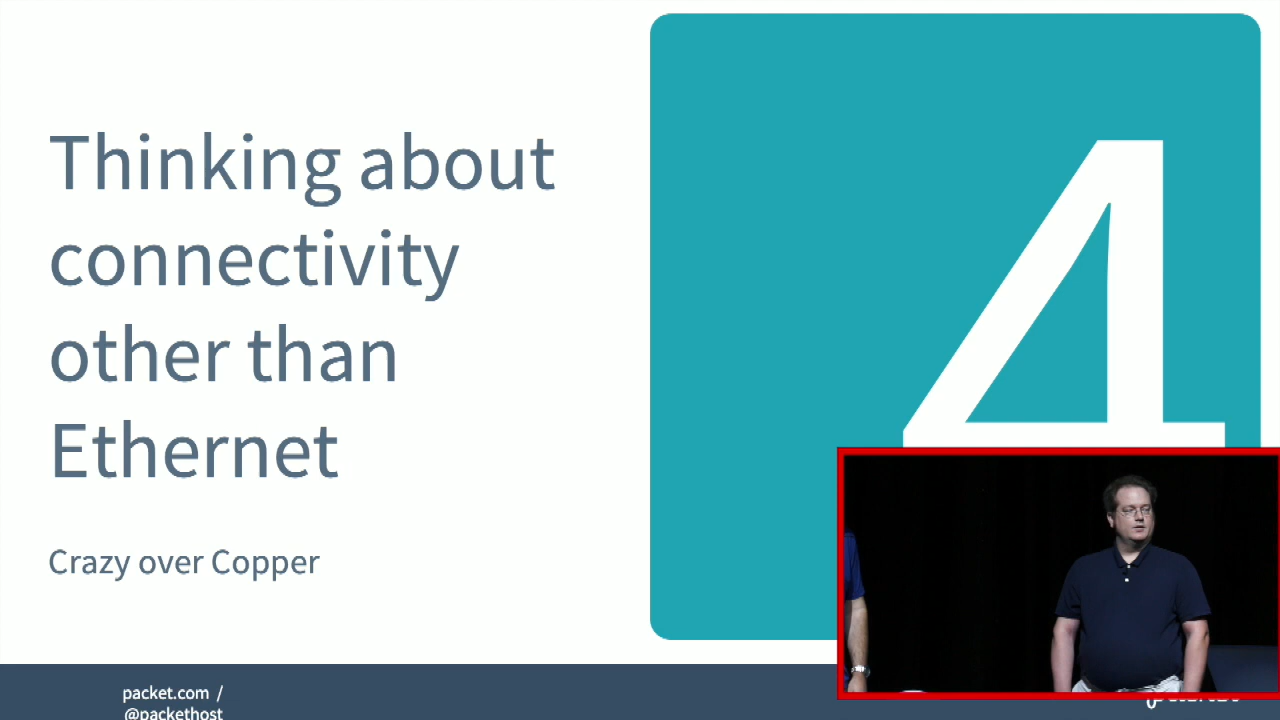 Thinking about
connectivity
other than
Ethernet
Crazy over Copper
4
packet.com /
@packethost